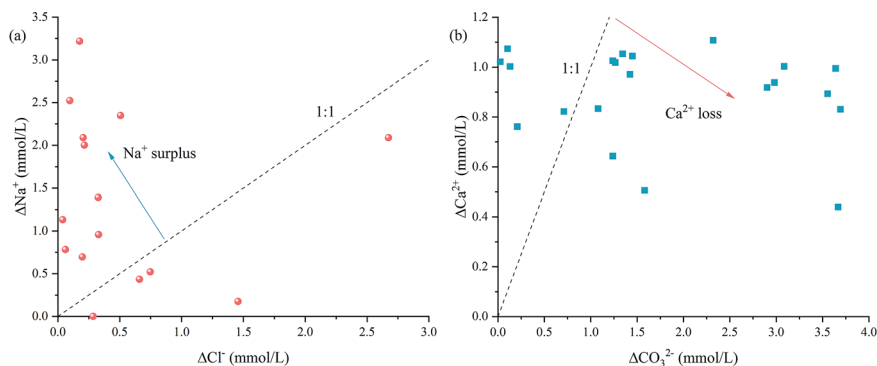 (a)
3.5
3.0
2.5
2.0
1.5
1.0
0.5
0.0
ΔNa⁺ (mmol/L)
1:1
Na⁺ surplus
0.0 0.5 1.0 1.5 2.0 2.5 3.0
ΔCl⁻ (mmol/L)
(b)
1.2
1.0
0.8
0.6
0.4
0.2
0.0
ΔCa²⁺ (mmol/L)
1:1
Ca²⁺ loss
0.0 0.5 1.0 1.5 2.0 2.5 3.0 3.5 4.0
ΔCO₃²⁻ (mmol/L)